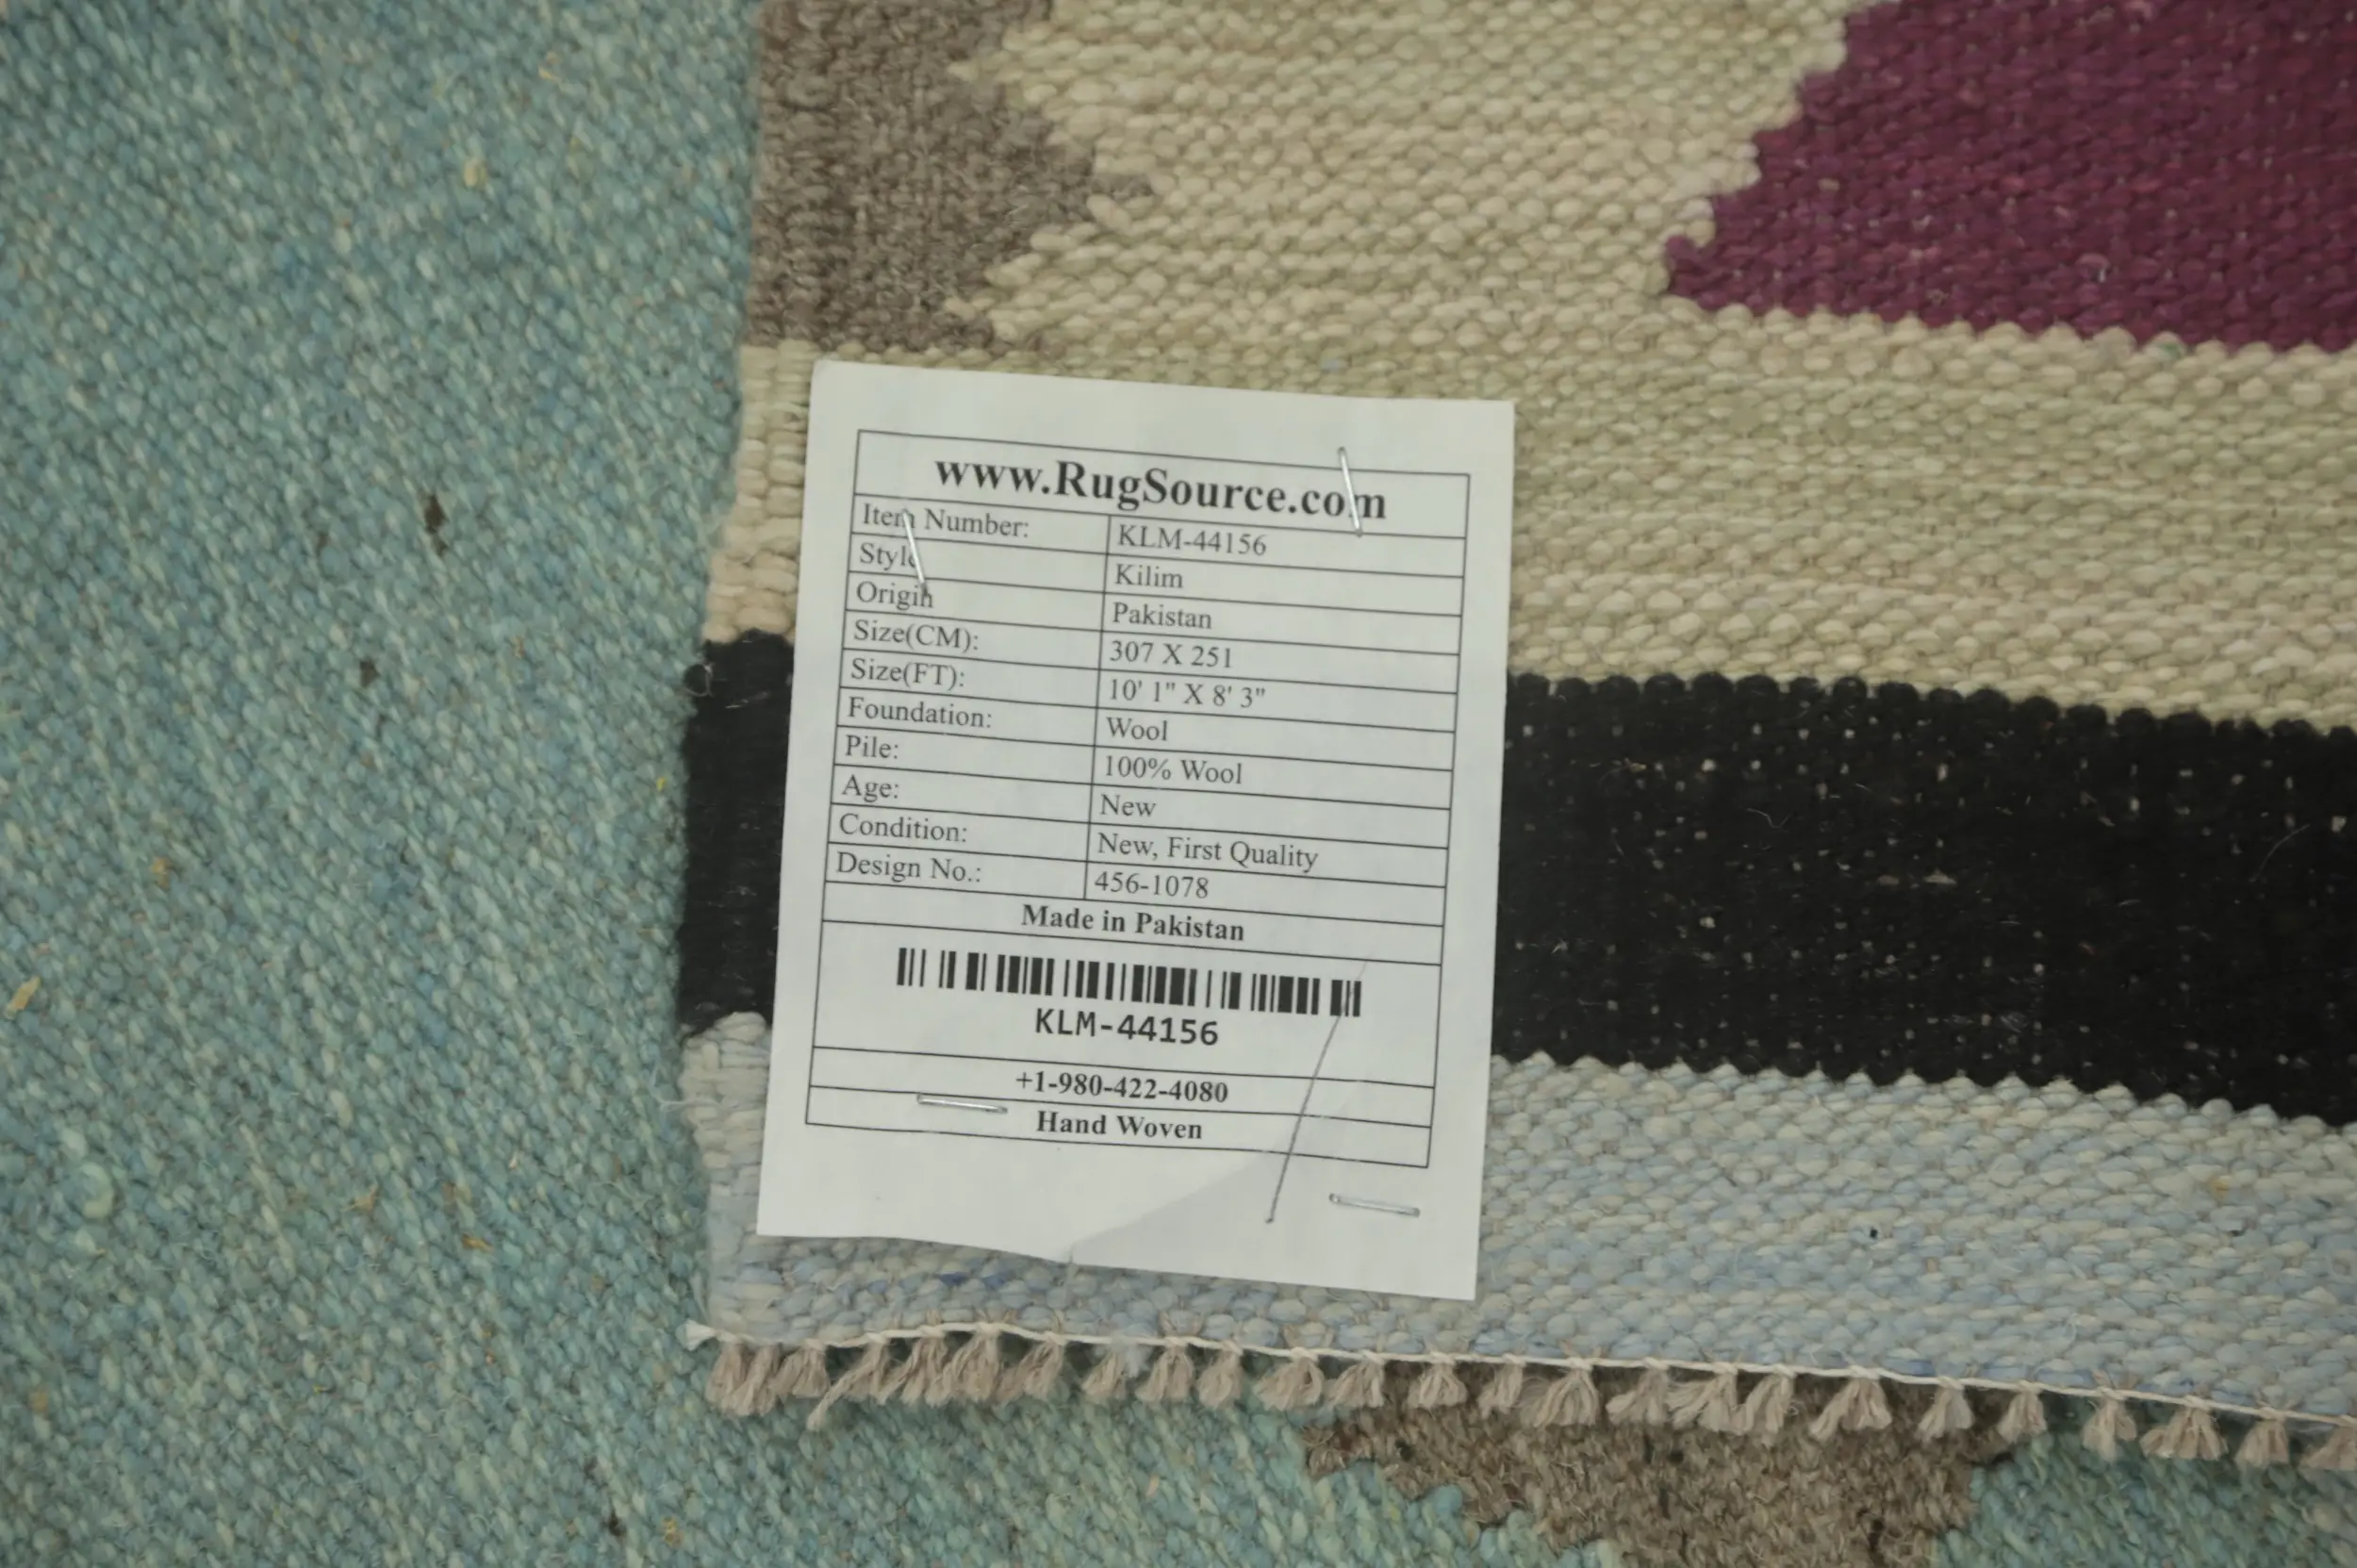 www.RugSource.com
Item Number: KLM-44156
Style Kilim
Origin Pakistan
Size(CM): 307 X 251
Size(FT): 10' 1" X 8' 3"
Foundation: Wool
Pile: 100% Wool
Age: New
Condition: New, First Quality
Design No.: 456-1078
Made in Pakistan
KLM-44156
+1-980-422-4080
Hand Woven